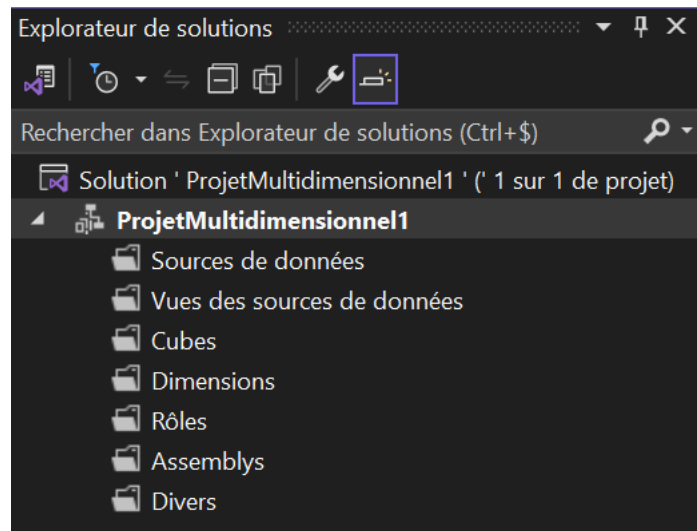 Explorateur de solutions
Rechercher dans Explorateur de solutions (Ctrl+$)
Solution ' ProjetMultidimensionnel1 ' (' 1 sur 1 de projet)
ProjetMultidimensionnel1
Sources de données
Vues des sources de données
Cubes
Dimensions
Rôles
Assemblys
Divers